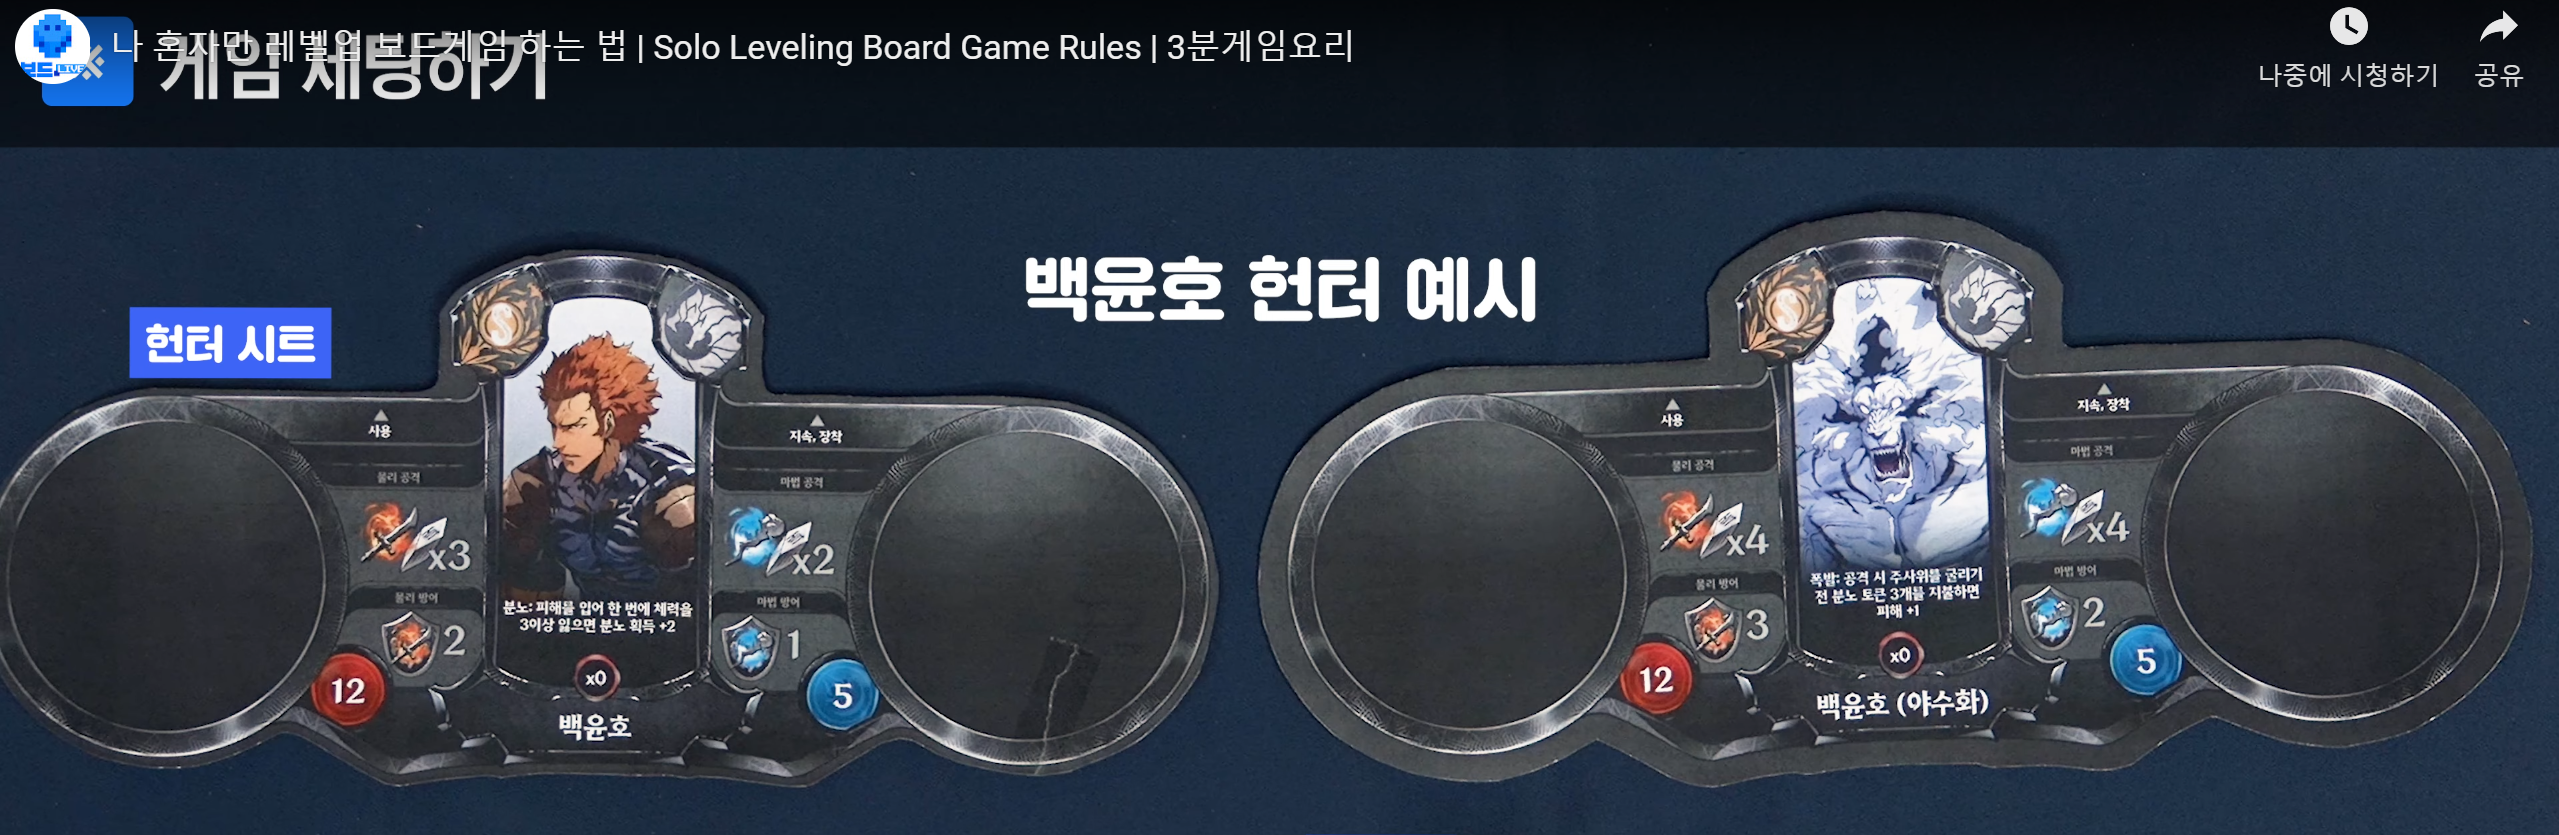 나 혼자만 레벨업 보드게임 하는 법 | Solo Leveling Board Game Rules | 3분게임요리
보드 LIVE
게임 세팅하기
나중에 시청하기
공유
백윤호 헌터 예시
헌터 시트
사용
지속, 장착
물리 공격
마법 공격
x3
x2
물리 방어
마법 방어
2
1
분노: 피해를 입어 한 번에 체력을
3이상 잃으면 분노 획득 +2
12
x0
5
백윤호
사용
지속, 장착
물리 공격
마법 공격
x4
x4
물리 방어
마법 방어
3
2
폭발: 공격 시 주사위를 굴리기
전 분노 토큰 3개를 지불하면
피해 +1
12
x0
5
백윤호 (야수화)